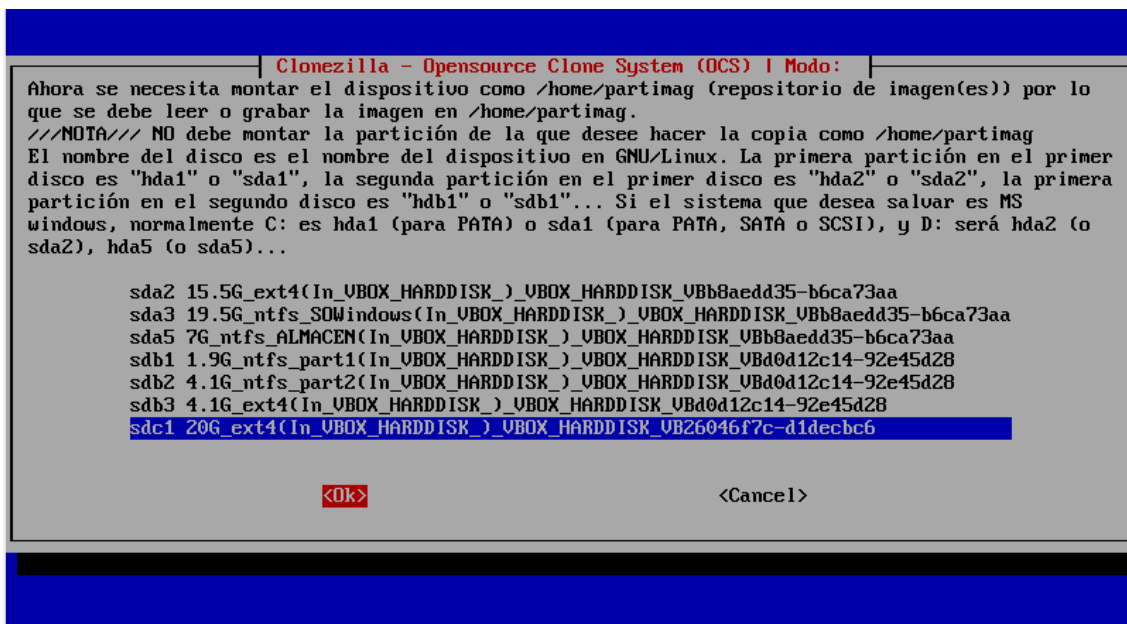 Clonezilla - Opensource Clone System (OCS) | Modo:
Ahora se necesita montar el dispositivo como /home/partimag (repositorio de imagen(es)) por lo
que se debe leer o grabar la imagen en /home/partimag.
///NOTA/// NO debe montar la partición de la que desee hacer la copia como /home/partimag
El nombre del disco es el nombre del dispositivo en GNU/Linux. La primera partición en el primer
disco es "hda1" o "sda1", la segunda partición en el primer disco es "hda2" o "sda2", la primera
partición en el segundo disco es "hdb1" o "sdb1"... Si el sistema que desea salvar es MS
windows, normalmente C: es hda1 (para PATA) o sda1 (para PATA, SATA o SCSI), y D: será hda2 (o
sda2), hda5 (o sda5)...
sda2 15.5G_ext4(In_VBOX_HARDDISK_)_VBOX_HARDDISK_VBb8aedd35-b6ca73aa
sda3 19.5G_ntfs_SOWindows(In_VBOX_HARDDISK_)_VBOX_HARDDISK_VBb8aedd35-b6ca73aa
sda5 7G_ntfs_ALMACEN(In_VBOX_HARDDISK_)_VBOX_HARDDISK_VBb8aedd35-b6ca73aa
sdb1 1.9G_ntfs_part1(In_VBOX_HARDDISK_)_VBOX_HARDDISK_VBd0d12c14-92e45d28
sdb2 4.1G_ntfs_part2(In_VBOX_HARDDISK_)_VBOX_HARDDISK_VBd0d12c14-92e45d28
sdb3 4.1G_ext4(In_VBOX_HARDDISK_)_VBOX_HARDDISK_VBd0d12c14-92e45d28
sdc1 20G_ext4(In_VBOX_HARDDISK_)_VBOX_HARDDISK_VB26046f7c-d1decbc6
<Ok> <Cancel>